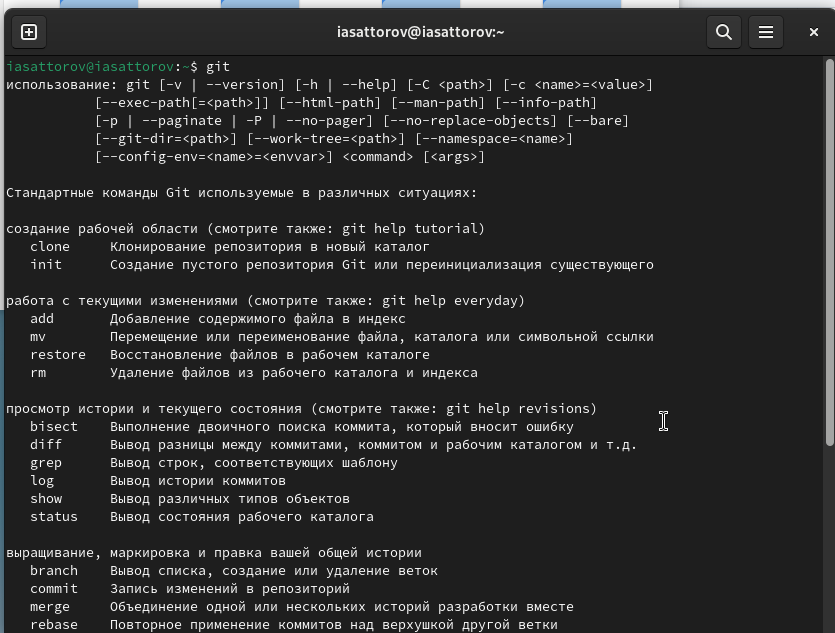 iasattorov@iasattorov:~
iasattorov@iasattorov:~$ git
использование: git [-v | --version] [-h | --help] [-C <path>] [-c <name>=<value>]
[--exec-path[=<path>]] [--html-path] [--man-path] [--info-path]
[-p | --paginate | -P | --no-pager] [--no-replace-objects] [--bare]
[--git-dir=<path>] [--work-tree=<path>] [--namespace=<name>]
[--config-env=<name>=<envvar>] <command> [<args>]
Стандартные команды Git используемые в различных ситуациях:
создание рабочей области (смотрите также: git help tutorial)
clone Клонирование репозитория в новый каталог
init Создание пустого репозитория Git или переинициализация существующего
работа с текущими изменениями (смотрите также: git help everyday)
add Добавление содержимого файла в индекс
mv Перемещение или переименование файла, каталога или символьной ссылки
restore Восстановление файлов в рабочем каталоге
rm Удаление файлов из рабочего каталога и индекса
просмотр истории и текущего состояния (смотрите также: git help revisions)
bisect Выполнение двоичного поиска коммита, который вносит ошибку
diff Вывод разницы между коммитами, коммитом и рабочим каталогом и т.д.
grep Вывод строк, соответствующих шаблону
log Вывод истории коммитов
show Вывод различных типов объектов
status Вывод состояния рабочего каталога
выращивание, маркировка и правка вашей общей истории
branch Вывод списка, создание или удаление веток
commit Запись изменений в репозиторий
merge Объединение одной или нескольких историй разработки вместе
rebase Повторное применение коммитов над верхушкой другой ветки